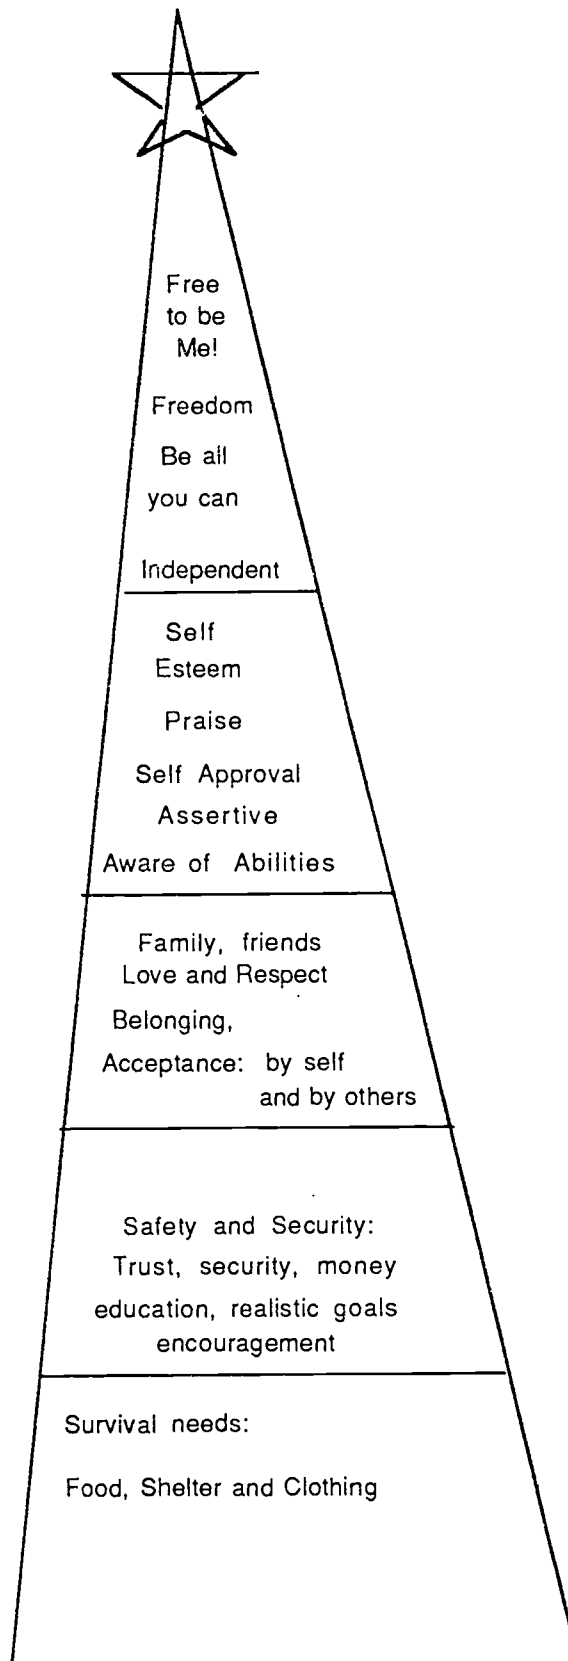 Free
to be
Me!
Freedom
Be all
you can
Independent
Self
Esteem
Praise
Self Approval
Assertive
Aware of Abilities
Family, friends
Love and Respect
Belonging,
Acceptance: by self
and by others
Safety and Security:
Trust, security, money
education, realistic goals
encouragement
Survival needs:
Food, Shelter and Clothing